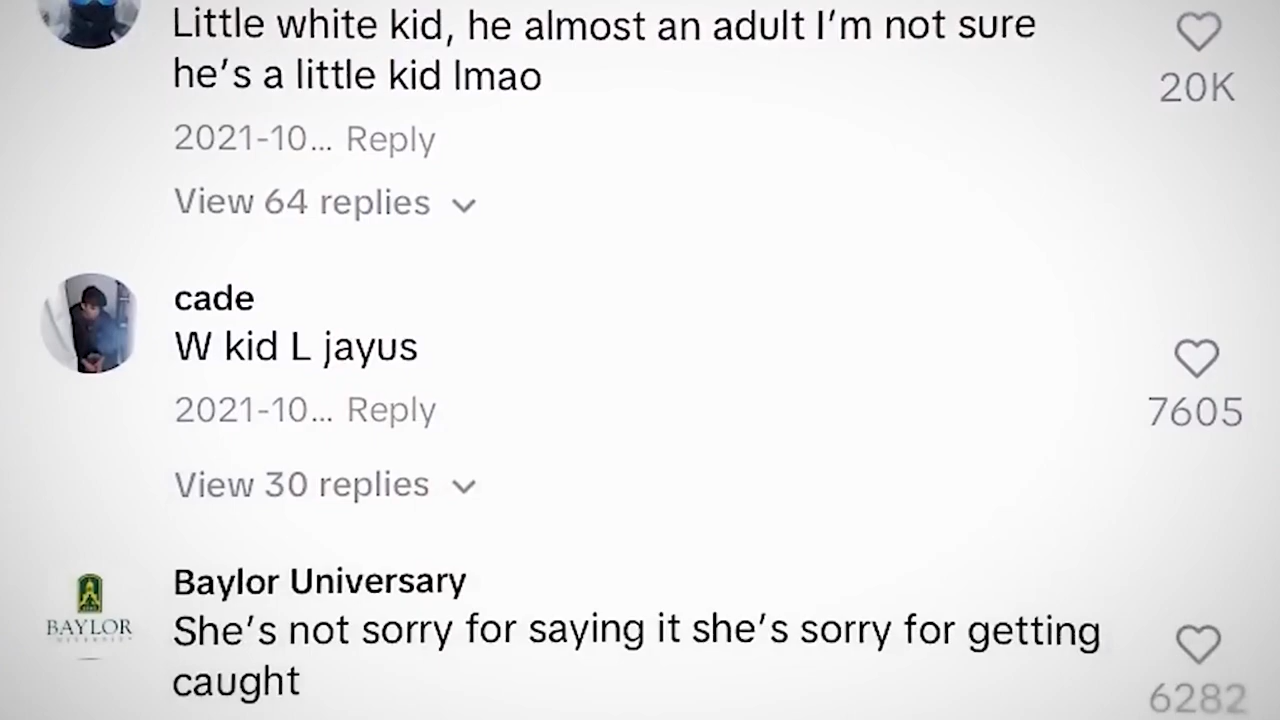 Little white kid, he almost an adult I'm not sure
he's a little kid lmao
20K
2021-10... Reply
View 64 replies
cade
W kid L jayus
7605
2021-10... Reply
View 30 replies
Baylor Universary
BAYLOR
She's not sorry for saying it she's sorry for getting
caught
6282